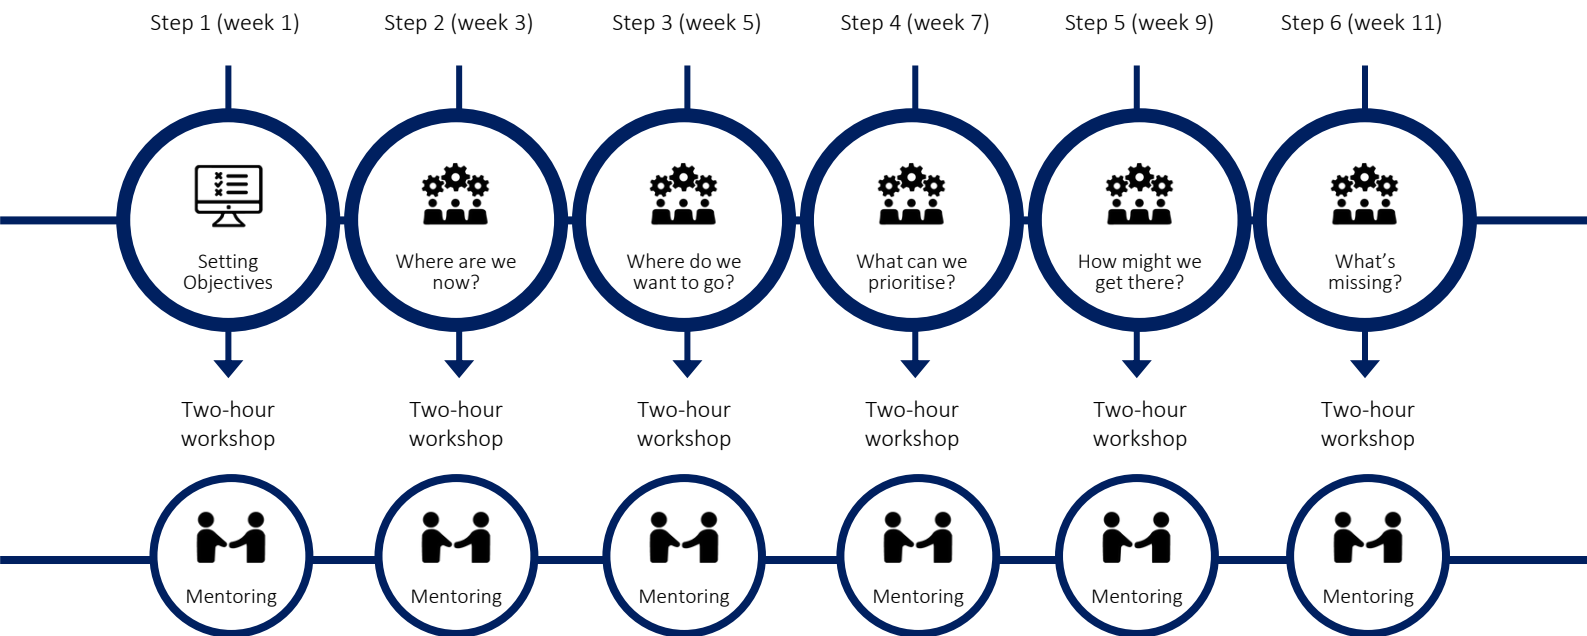 Step 1 (week 1)
Step 2 (week 3)
Step 3 (week 5)
Step 4 (week 7)
Step 5 (week 9)
Step 6 (week 11)
Setting
Objectives
Where are we
now?
Where do we
want to go?
What can we
prioritise?
How might we
get there?
What's
missing?
Two-hour
workshop
Two-hour
workshop
Two-hour
workshop
Two-hour
workshop
Two-hour
workshop
Two-hour
workshop
Mentoring
Mentoring
Mentoring
Mentoring
Mentoring
Mentoring